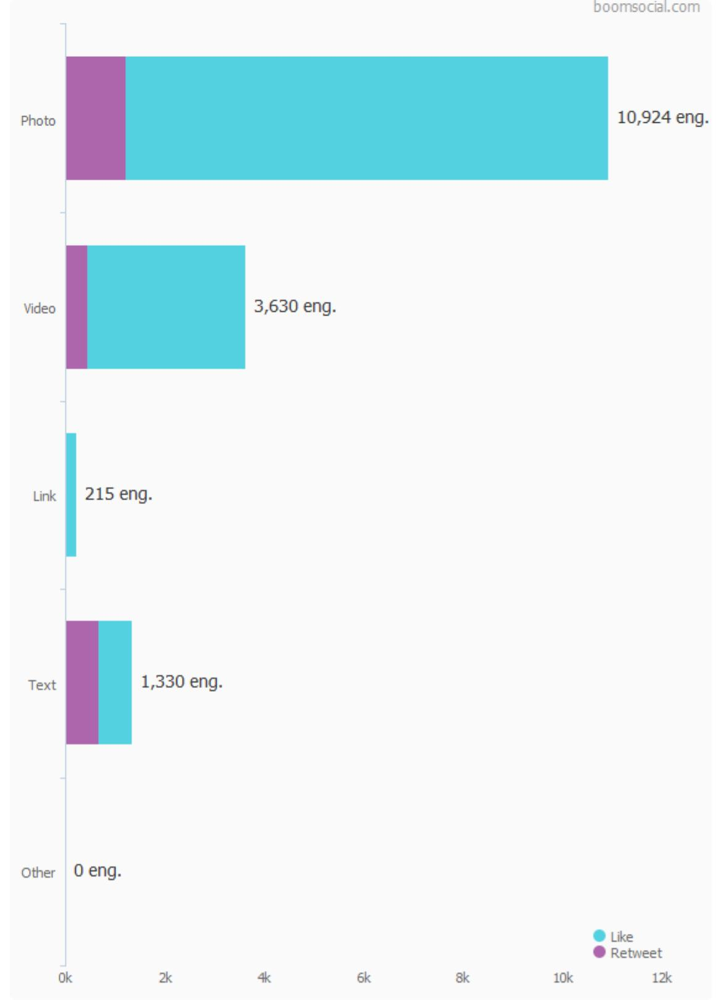 boomsocial.com
Photo
10,924 eng.
Video
3,630 eng.
Link
215 eng.
Text
1,330 eng.
Other
0 eng.
Like
Retweet
0k 2k 4k 6k 8k 10k 12k